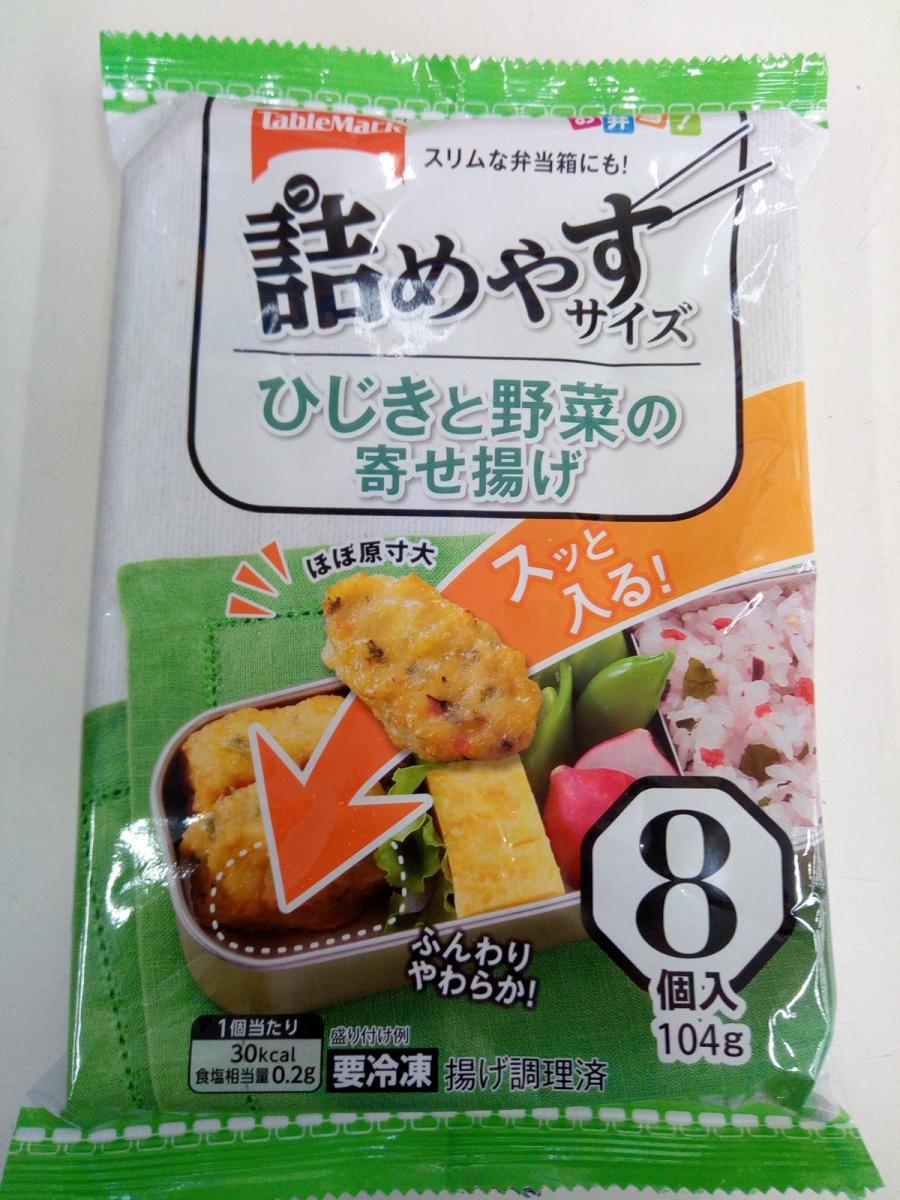 TableMark
お弁当!
スリムな弁当箱にも!
つ
詰めやす
サイズ
ひじきと野菜の
寄せ揚げ
ほぼ原寸大
スッと
入る!
8
個入
104g
ふんわり
やわらか!
1個当たり
30kcal
食塩相当量0.2g
盛り付け例
要冷凍 揚げ調理済